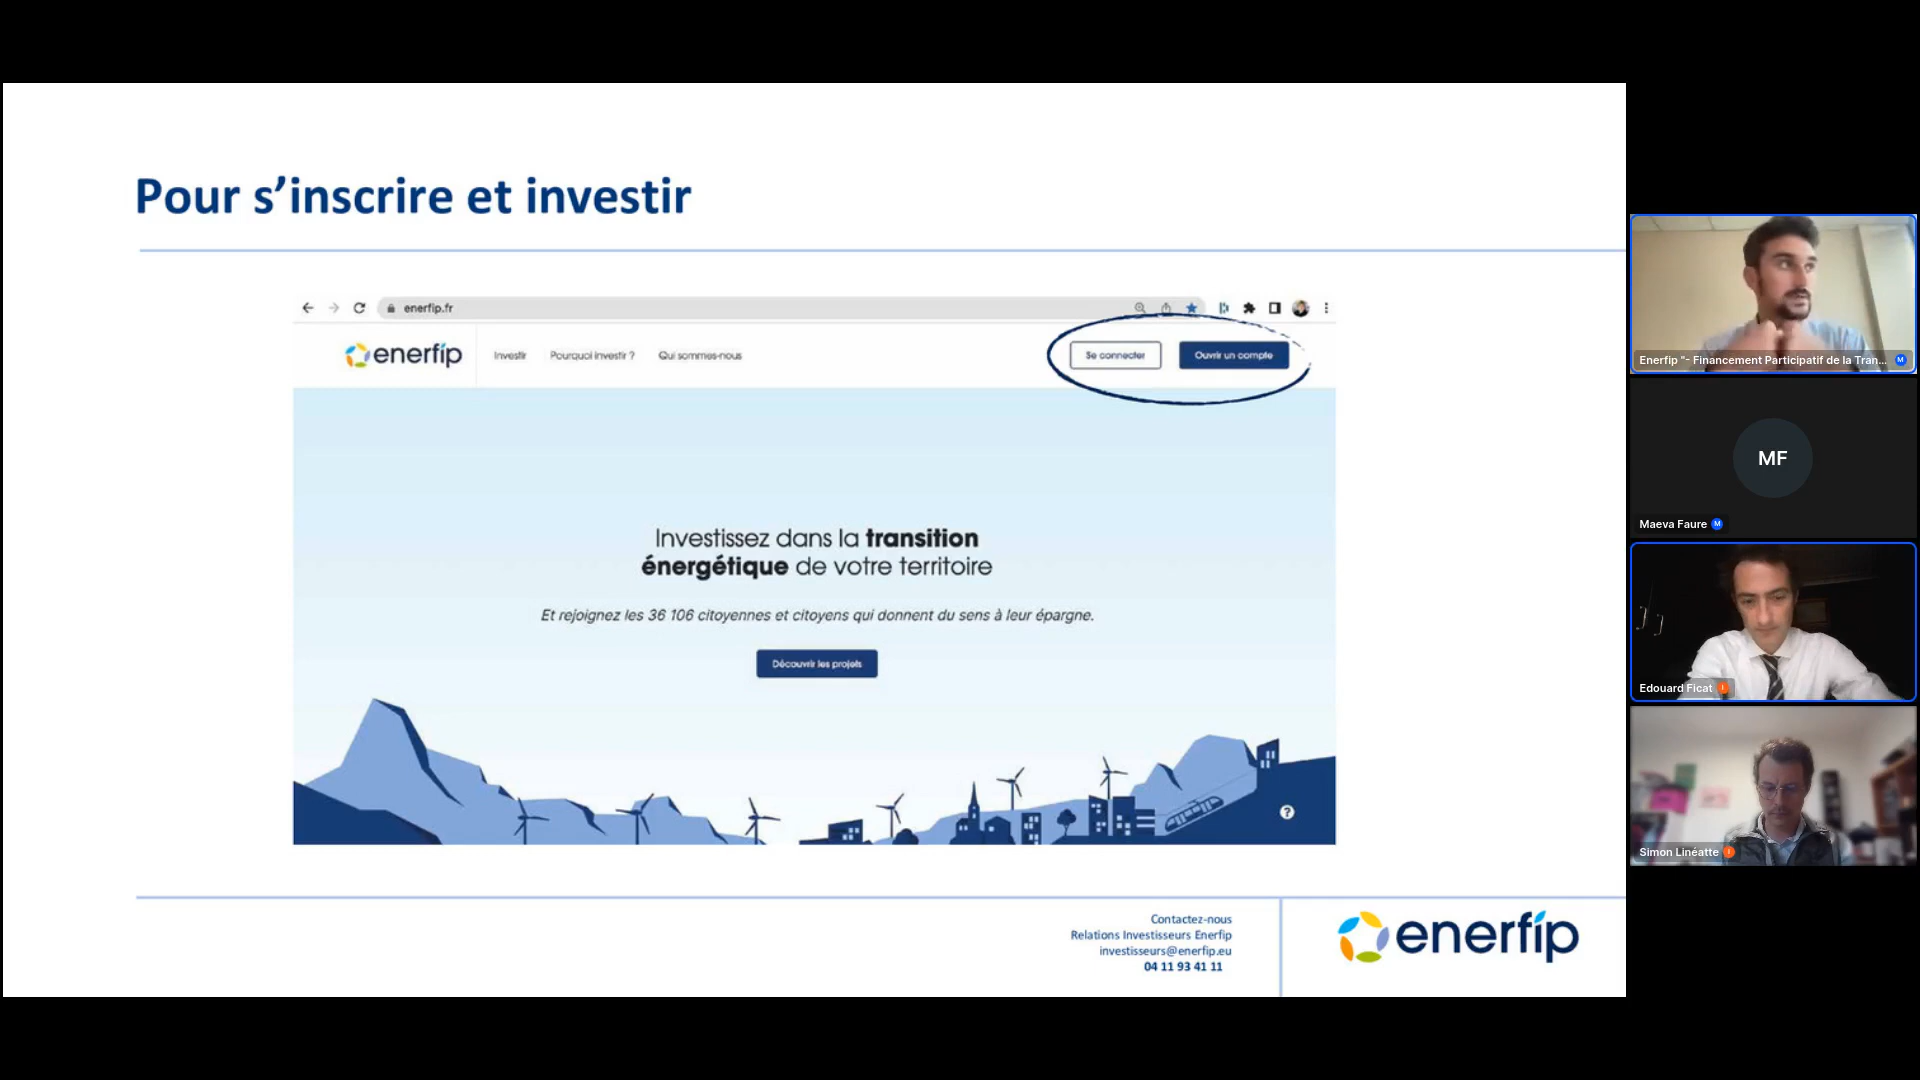 Pour s’inscrire et investir
enerfip.fr
enerfip
Investir
Pourquoi investir ?
Qui sommes-nous
Se connecter
Ouvrir un compte
Investissez dans la transition
énergétique de votre territoire
Et rejoignez les 36 106 citoyennes et citoyens qui donnent du sens à leur épargne.
Découvrir les projets
?
Contactez-nous
Relations Investisseurs Enerfip
investisseurs@enerfip.eu
04 11 93 41 11
enerfip
Enerfip "- Financement Participatif de la Tran...
M
MF
Maeva Faure
M
Edouard Ficat
I
Simon Linéatte
I